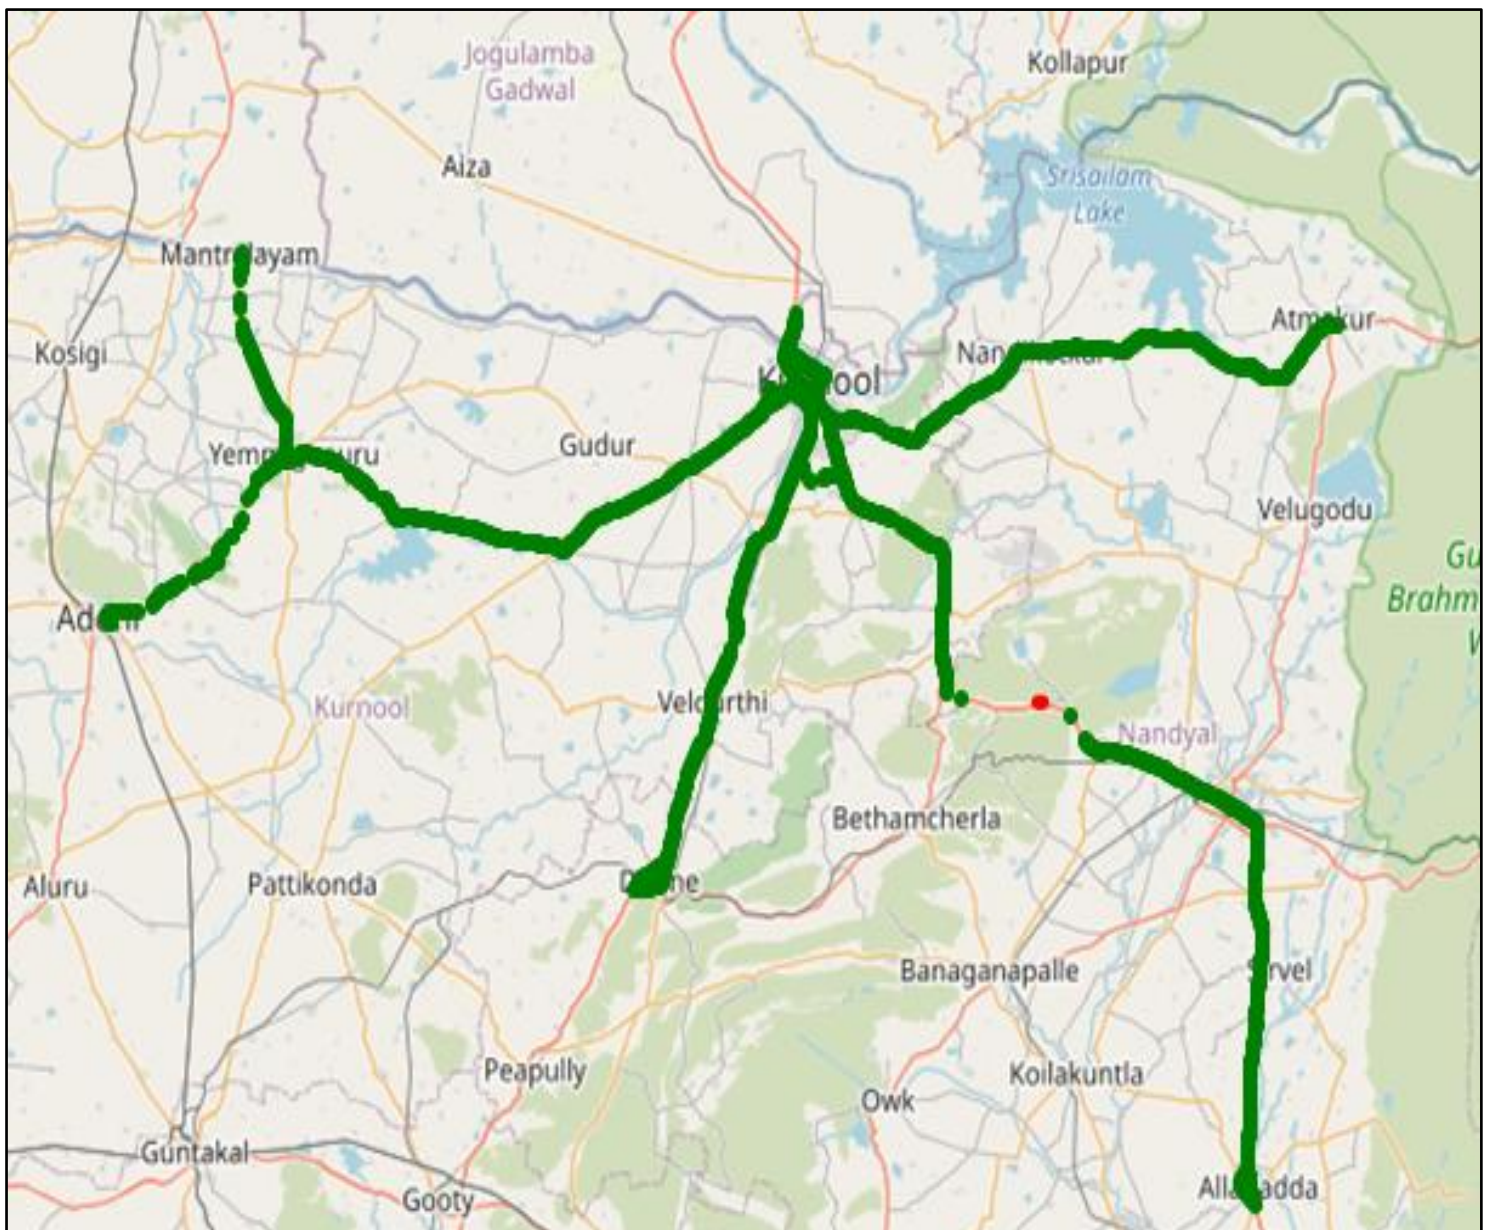 Jogulamba
Gadwal
Kollapur
Aiza
Srisailam
Lake
Mantralayam
Atmakur
Kosigi
Kurnool
Gudur
Velugodu
Gu
Brahm
Veldurthi
Kurnool
Nandyal
Bethamcherla
Aluru
Pattikonda
Banaganapalle
Peapully
Koilakuntla
Owk
Guntakal
Gooty